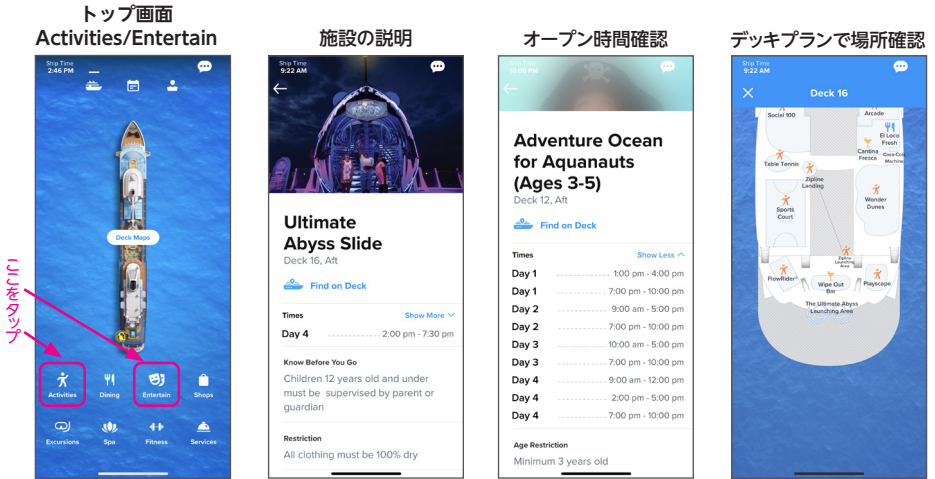 トップ画面
Activities/Entertain
Ship Time
2:46 PM
Deck Maps
ここをタップ
Activities
Dining
Entertain
Shops
Excursions
Spa
Fitness
Services
施設の説明
Ship Time
9:22 AM
Ultimate
Abyss Slide
Deck 16, Aft
Find on Deck
Times Show More
Day 4 2:00 pm - 7:30 pm
Know Before You Go
Children 12 years old and under
must be supervised by parent or
guardian
Restriction
All clothing must be 100% dry
オープン時間確認
Ship Time
10:00 PM
Adventure Ocean
for Aquanauts
(Ages 3-5)
Deck 12, Aft
Find on Deck
Times Show Less
Day 1 1:00 pm - 4:00 pm
Day 1 7:00 pm - 10:00 pm
Day 2 9:00 am - 5:00 pm
Day 2 7:00 pm - 10:00 pm
Day 3 10:00 am - 5:00 pm
Day 3 7:00 pm - 10:00 pm
Day 4 9:00 am - 12:00 pm
Day 4 2:00 pm - 5:00 pm
Day 4 7:00 pm - 10:00 pm
Age Restriction
Minimum 3 years old
デッキプランで場所確認
Ship Time
9:22 AM
Deck 16
Social 100
Arcade
El Loco
Fresh
Cantina
Fresca
Coca-Cola
Machine
Table Tennis
Zipline
Landing
Wonder
Dunes
Sports
Court
Zipline
Launching
Area
FlowRider®
Wipe Out
Bar
Playscape
The Ultimate Abyss
Launching Area